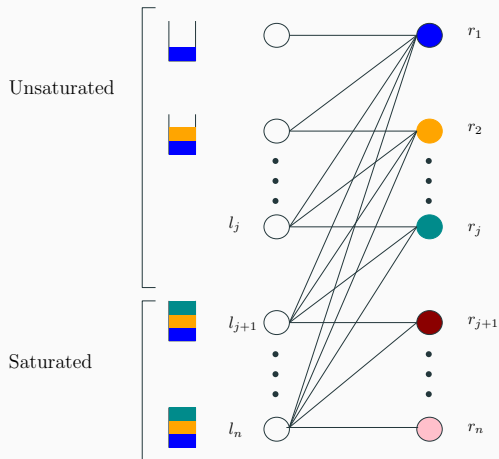 r₁
Unsaturated
r₂
lⱼ rⱼ
lⱼ₊₁ rⱼ₊₁
Saturated
lₙ rₙ